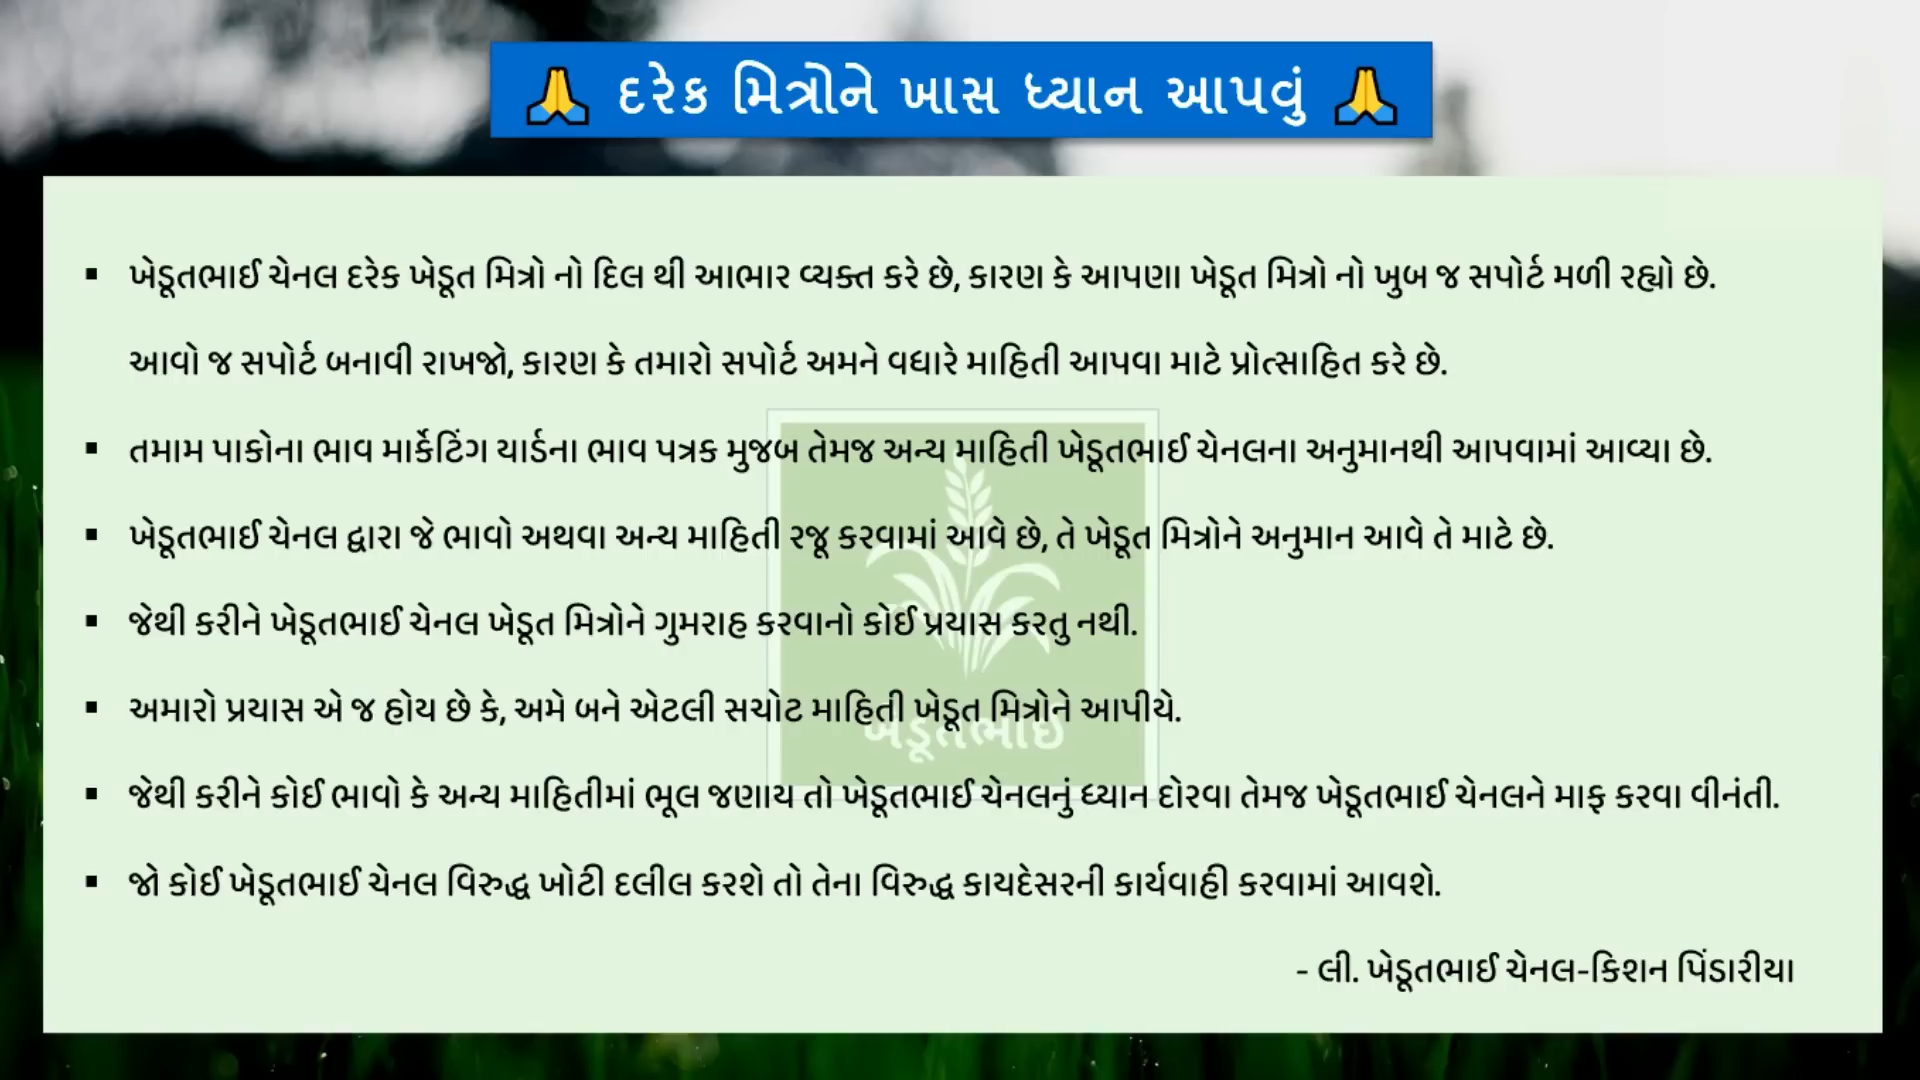 🙏 દરેક મિત્રોને ખાસ ધ્યાન આપવું 🙏
▪ ખેડૂતભાઈ ચેનલ દરેક ખેડૂત મિત્રો નો દિલ થી આભાર વ્યક્ત કરે છે, કારણ કે આપણા ખેડૂત મિત્રો નો ખુબ જ સપોર્ટ મળી રહ્યો છે.
આવો જ સપોર્ટ બનાવી રાખજો, કારણ કે તમારો સપોર્ટ અમને વધારે માહિતી આપવા માટે પ્રોત્સાહિત કરે છે.
▪ તમામ પાકોના ભાવ માર્કેટિંગ યાર્ડના ભાવ પત્રક મુજબ તેમજ અન્ય માહિતી ખેડૂતભાઈ ચેનલના અનુમાનથી આપવામાં આવ્યા છે.
▪ ખેડૂતભાઈ ચેનલ દ્વારા જે ભાવો અથવા અન્ય માહિતી રજૂ કરવામાં આવે છે, તે ખેડૂત મિત્રોને અનુમાન આવે તે માટે છે.
▪ જેથી કરીને ખેડૂતભાઈ ચેનલ ખેડૂત મિત્રોને ગુમરાહ કરવાનો કોઈ પ્રયાસ કરતુ નથી.
▪ અમારો પ્રયાસ એ જ હોય છે કે, અમે બને એટલી સચોટ માહિતી ખેડૂત મિત્રોને આપીયે.
ખેડૂતભાઈ
▪ જેથી કરીને કોઈ ભાવો કે અન્ય માહિતીમાં ભૂલ જણાય તો ખેડૂતભાઈ ચેનલનું ધ્યાન દોરવા તેમજ ખેડૂતભાઈ ચેનલને માફ કરવા વીનંતી.
▪ જો કોઈ ખેડૂતભાઈ ચેનલ વિરુદ્ધ ખોટી દલીલ કરશે તો તેના વિરુદ્ધ કાયદેસરની કાર્યવાહી કરવામાં આવશે.
- લી. ખેડૂતભાઈ ચેનલ-કિશન પિંડારીયા